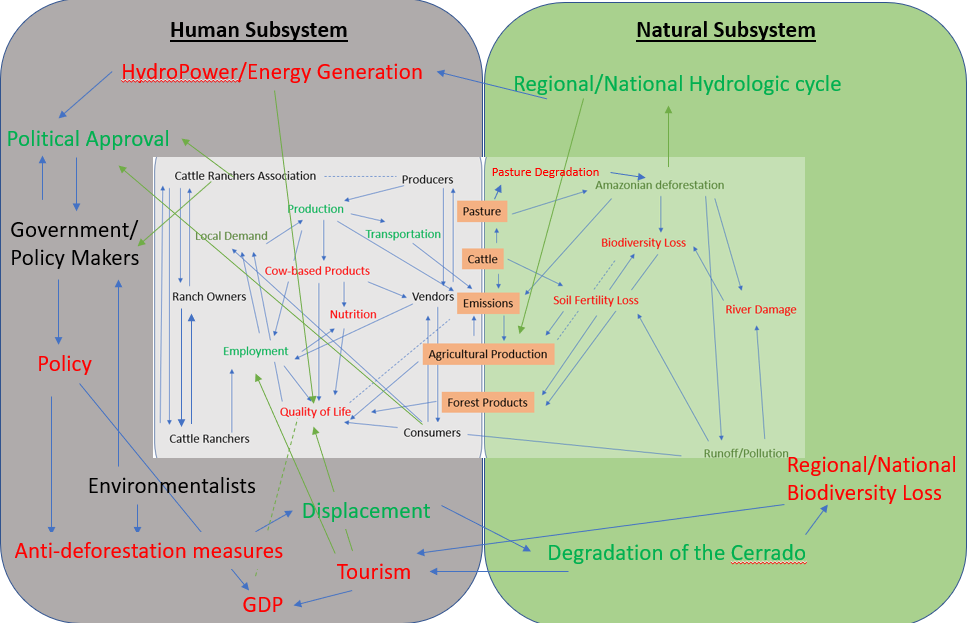 Human Subsystem
Natural Subsystem
HydroPower/Energy Generation
Regional/National Hydrologic cycle
Political Approval
Cattle Ranchers Association
Producers
Pasture Degradation
Amazonian deforestation
Production
Pasture
Government/
Policy Makers
Local Demand
Transportation
Biodiversity Loss
Cow-based Products
Cattle
Ranch Owners
Vendors
Emissions
Soil Fertility Loss
Nutrition
River Damage
Employment
Agricultural Production
Policy
Quality of Life
Forest Products
Cattle Ranchers
Consumers
Runoff/Pollution
Regional/National
Biodiversity Loss
Environmentalists
Displacement
Anti-deforestation measures
Degradation of the Cerrado
Tourism
GDP